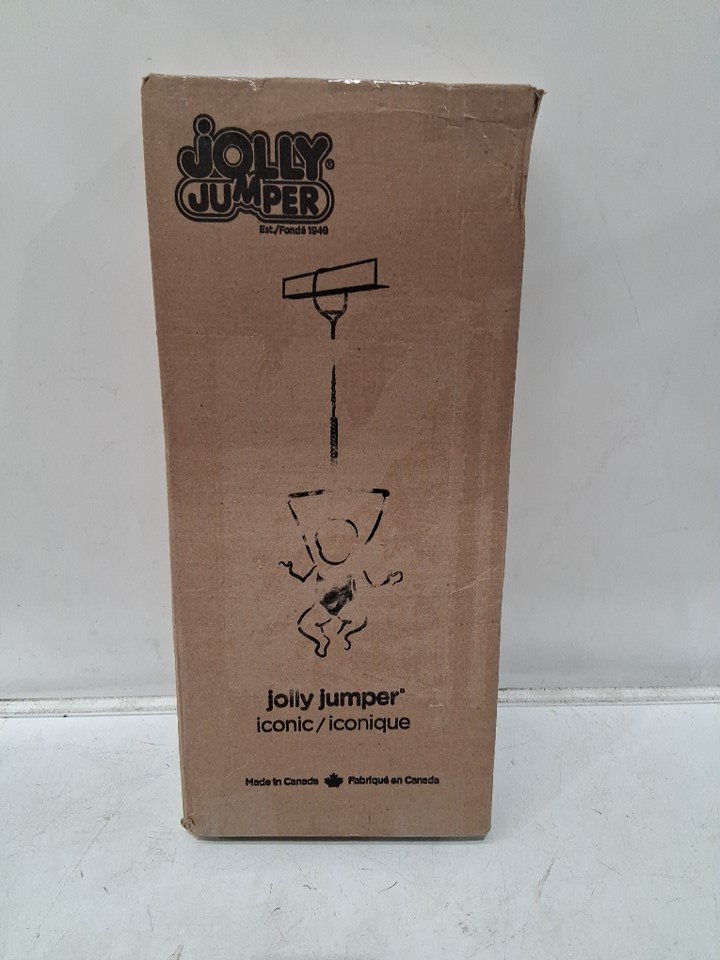 JOLLY®
JUMPER
Est./Fondé 1948
jolly jumper®
iconic/iconique
Made in Canada Fabriqué en Canada